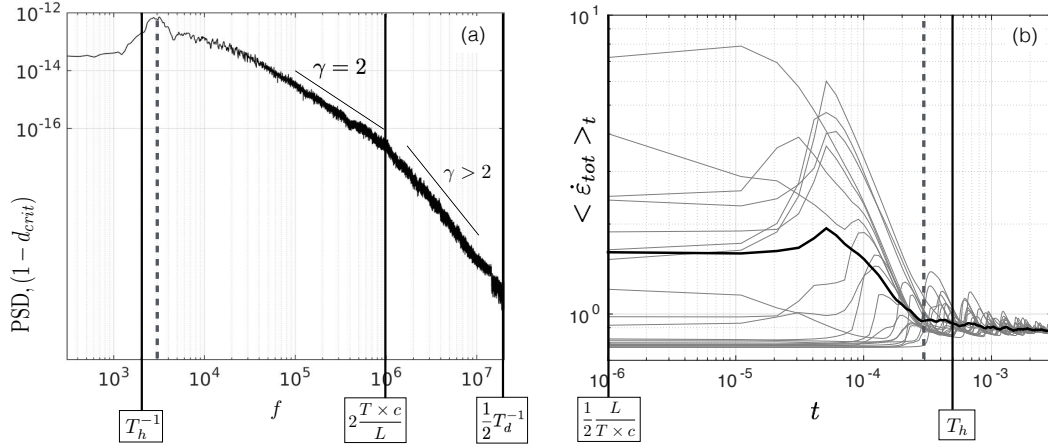 (a)
10^-12
10^-14
10^-16
PSD, (1 − d_crit)
γ = 2
γ > 2
10^3
10^4
10^5
10^6
10^7
f
T_h^-1
2 T × c / L
1/2 T_d^-1
(b)
10^1
10^0
< ε̇_tot >_t
10^-6
10^-5
10^-4
10^-3
t
1/2 L / T × c
T_h